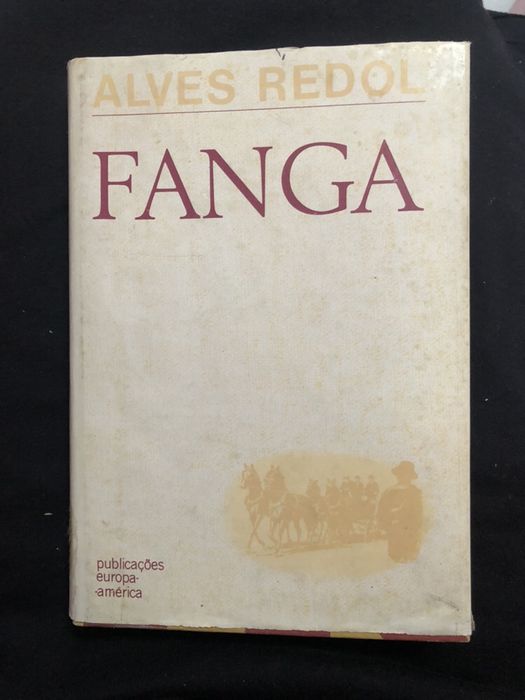 ALVES REDOL
FANGA
publicações
europa-
-américa